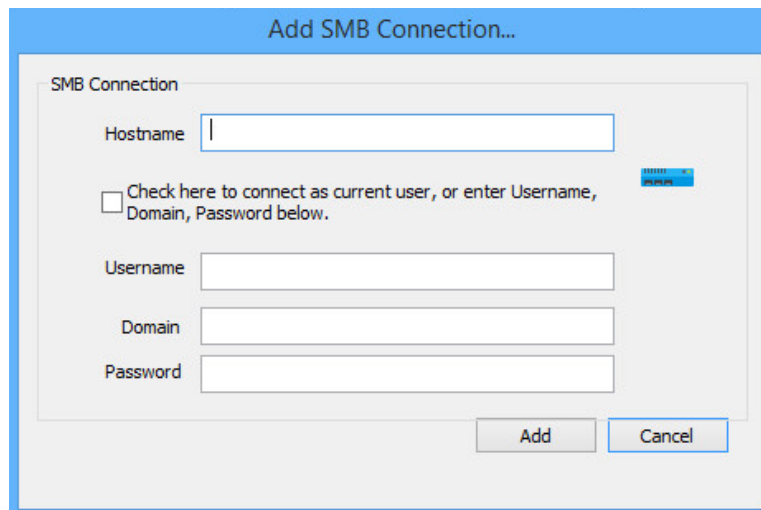 Add SMB Connection...
SMB Connection
Hostname
Check here to connect as current user, or enter Username,
Domain, Password below.
Username
Domain
Password
Add
Cancel